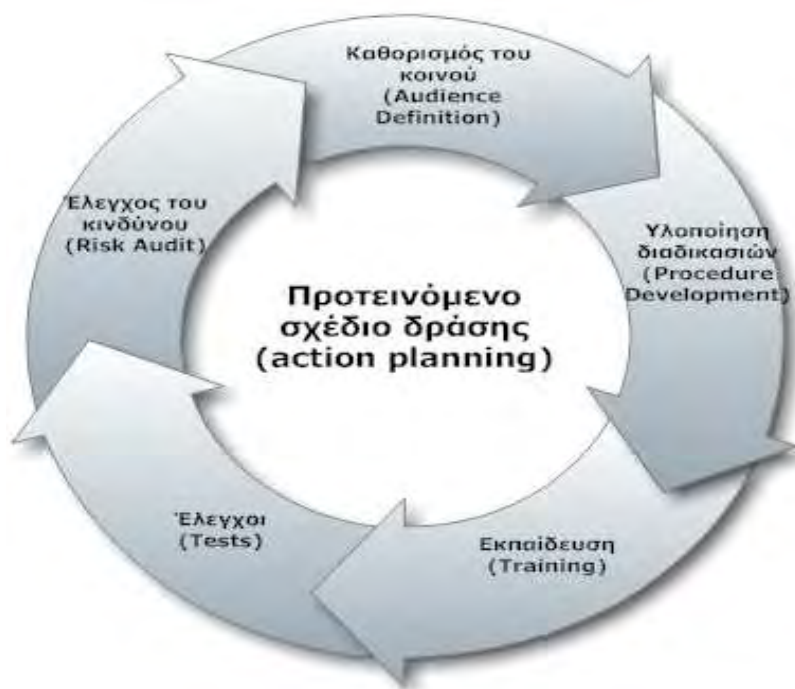 Καθορισμός του
κοινού
(Audience
Definition)
Υλοποίηση
διαδικασιών
(Procedure
Development)
Εκπαίδευση
(Training)
Έλεγχοι
(Tests)
Έλεγχος του
κινδύνου
(Risk Audit)
Προτεινόμενο
σχέδιο δράσης
(action planning)